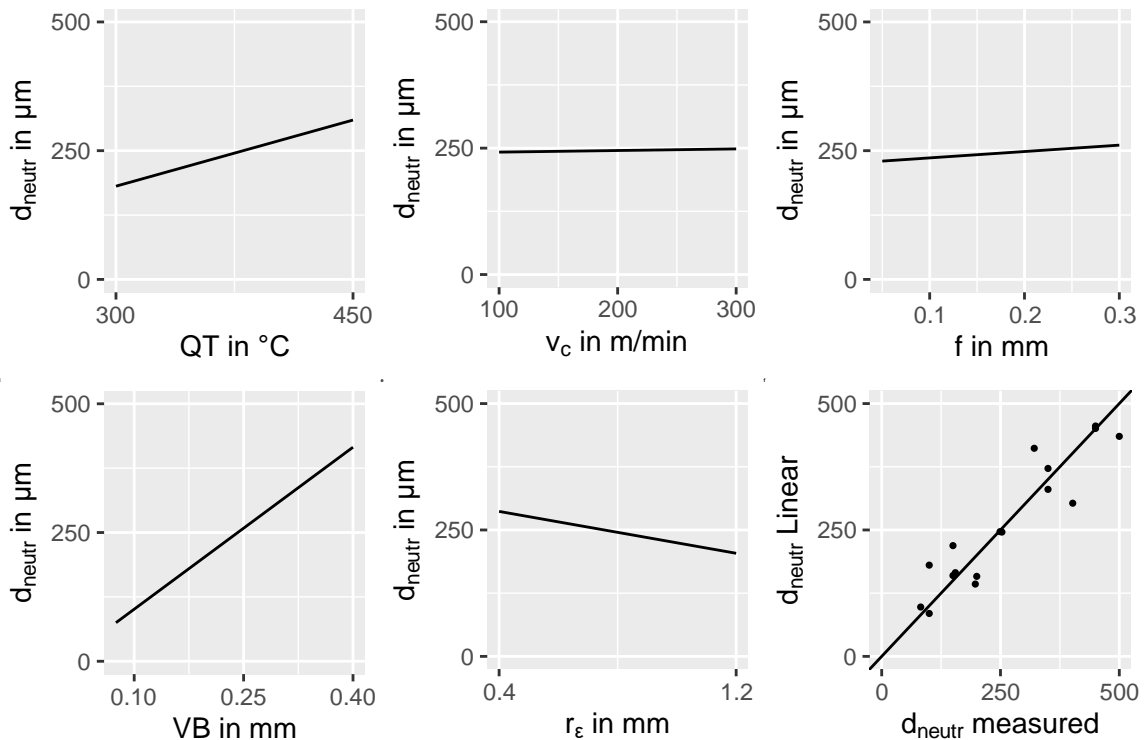 500
250
0
d_neutr in µm
300
450
QT in °C
500
250
0
d_neutr in µm
100
200
300
v_c in m/min
500
250
0
d_neutr in µm
0.1
0.2
0.3
f in mm
500
250
0
d_neutr in µm
0.10
0.25
0.40
VB in mm
500
250
0
d_neutr in µm
0.4
1.2
r_ε in mm
500
250
0
d_neutr Linear
0
250
500
d_neutr measured